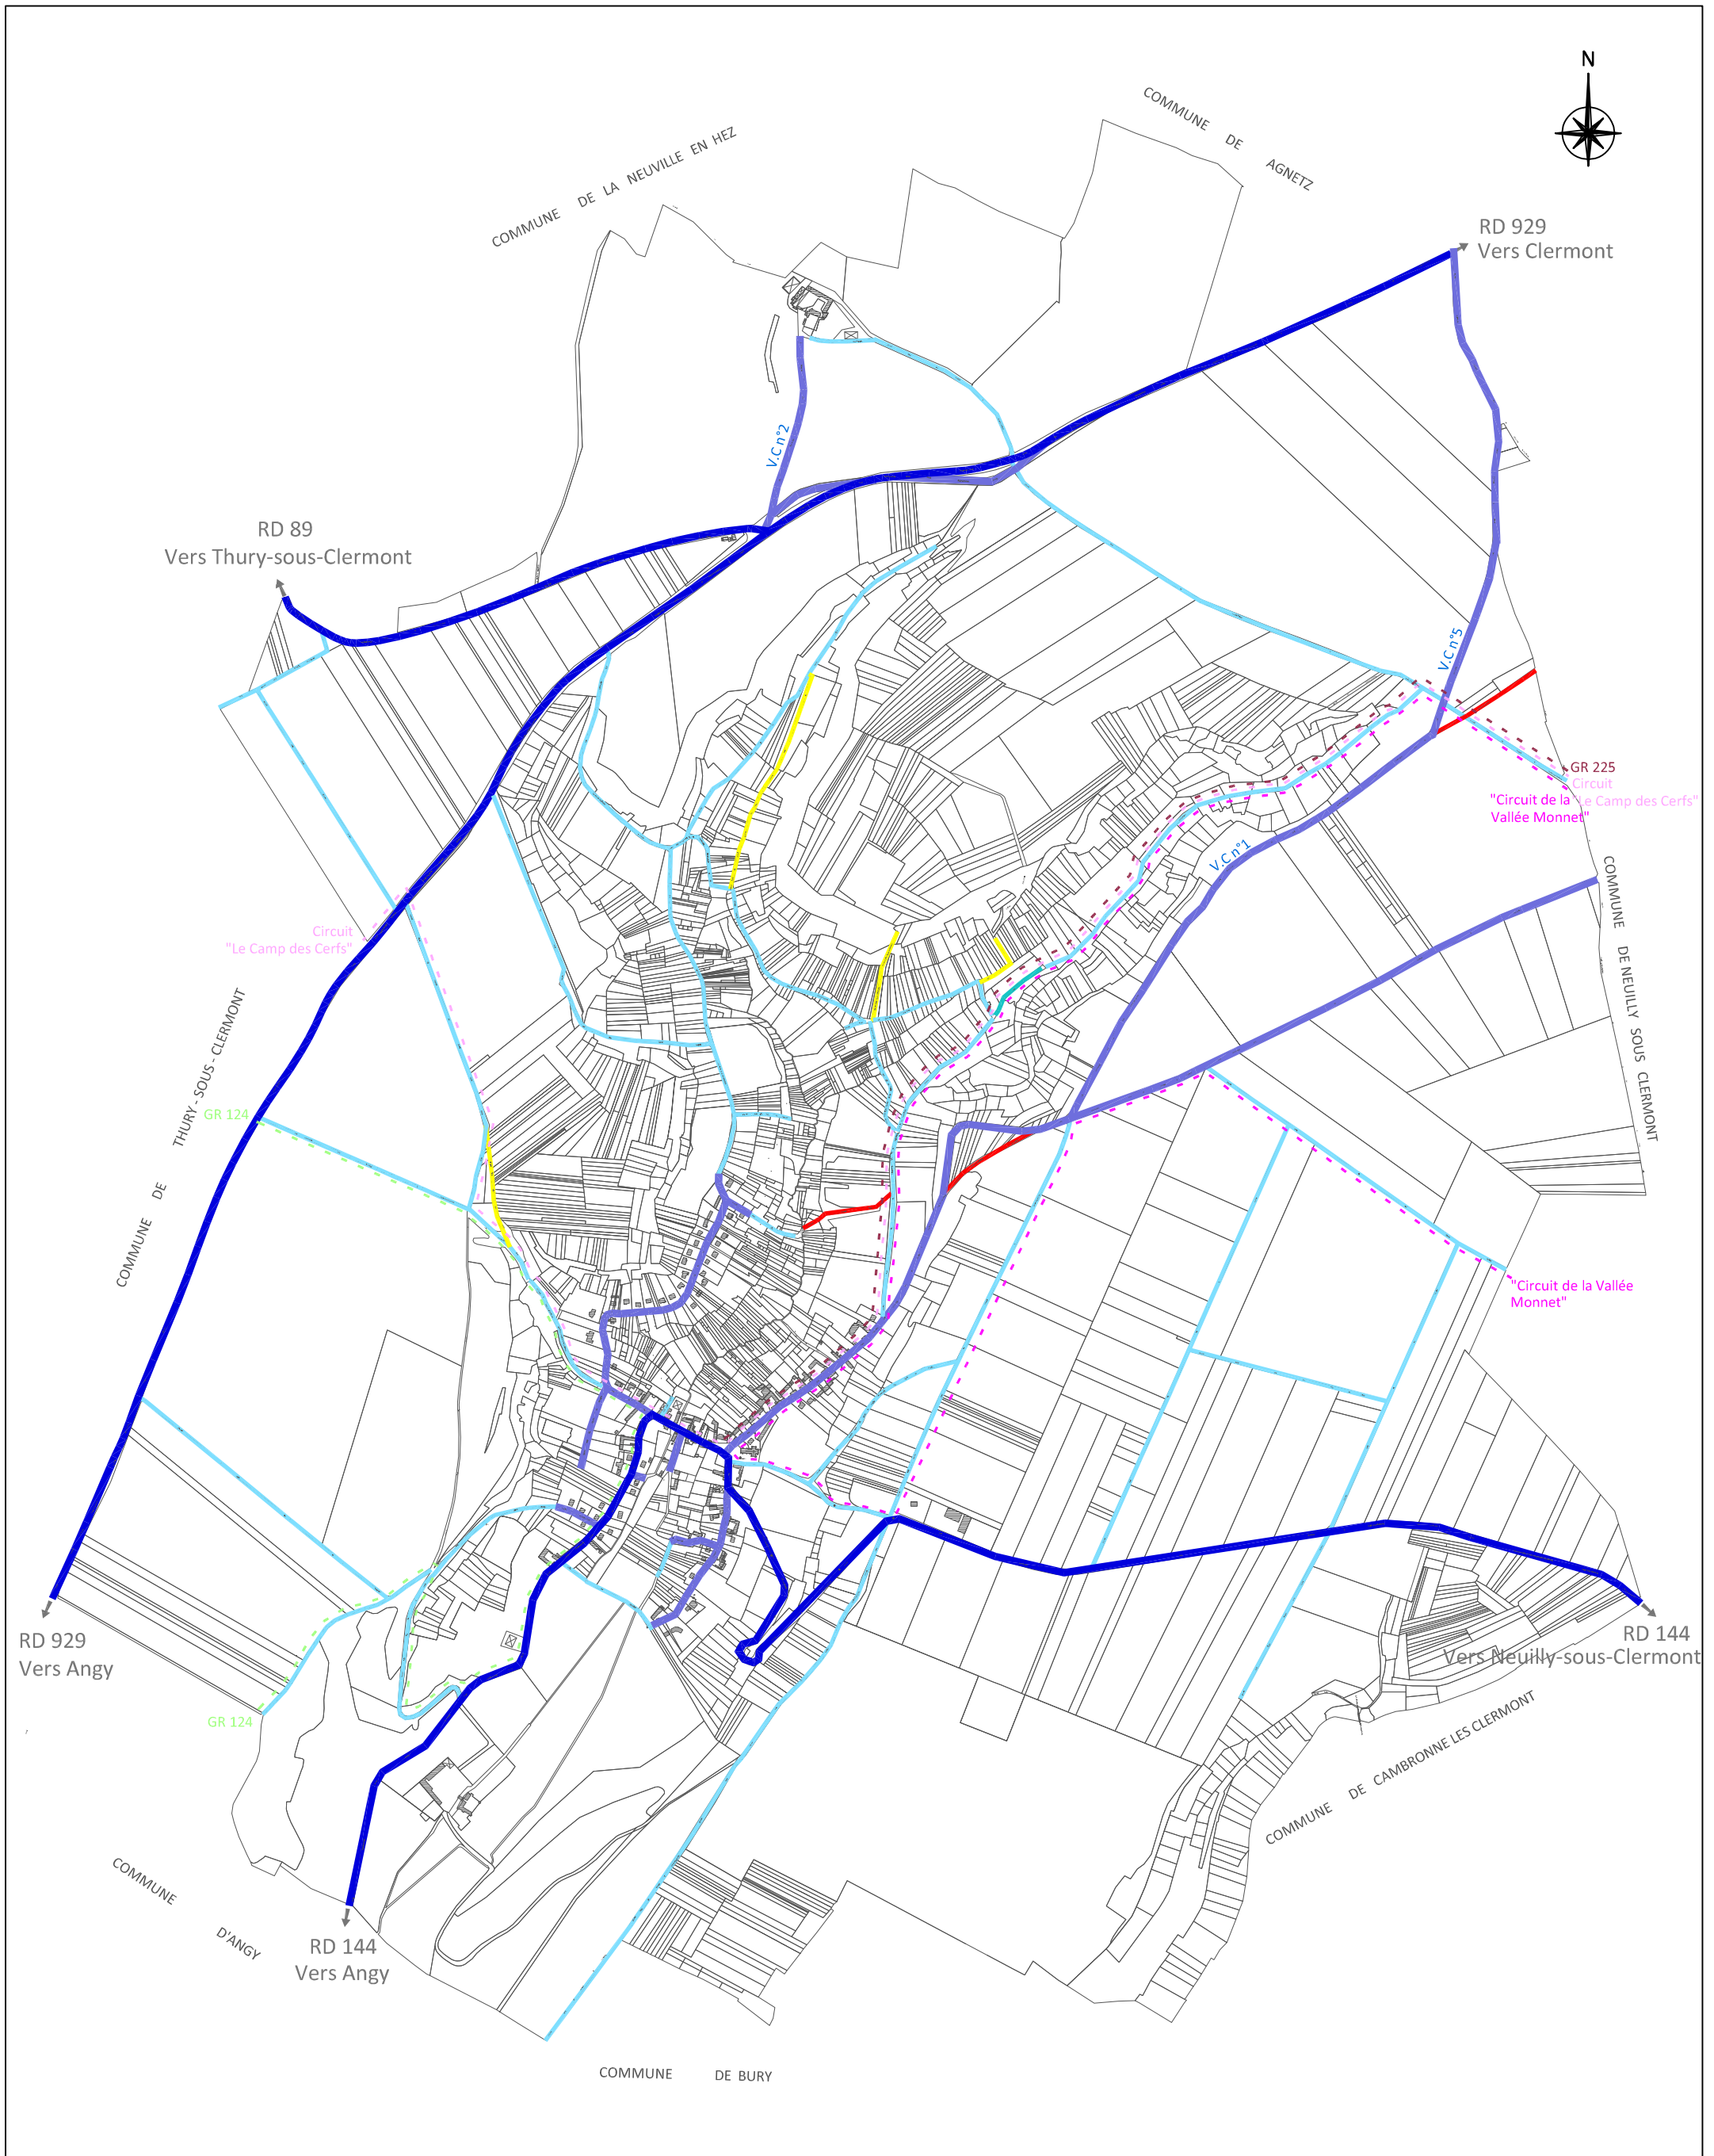 N
COMMUNE DE AGNETZ
COMMUNE DE LA NEUVILLE EN HEZ
RD 929
Vers Clermont
V.C n°2
RD 89
Vers Thury-sous-Clermont
V.C n°5
GR 225
Circuit
"Le Camp des Cerfs"
"Circuit de la
Vallée Monnet"
V.C n°1
COMMUNE DE NEUILLY SOUS CLERMONT
Circuit
"Le Camp des Cerfs"
COMMUNE DE THURY - SOUS - CLERMONT
GR 124
"Circuit de la Vallée
Monnet"
RD 929
Vers Angy
RD 144
Vers Neuilly-sous-Clermont
GR 124
COMMUNE DE CAMBRONNE LES CLERMONT
COMMUNE D'ANGY
RD 144
Vers Angy
COMMUNE DE BURY